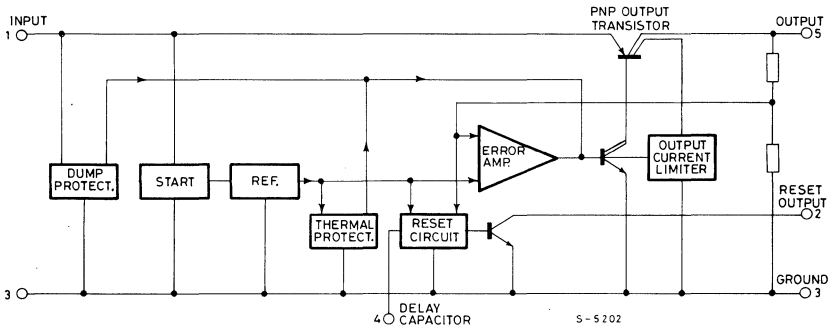 PNP OUTPUT
TRANSISTOR
INPUT
1
OUTPUT
5
DUMP
PROTECT.
START
REF.
ERROR
AMP.
OUTPUT
CURRENT
LIMITER
THERMAL
PROTECT.
RESET
CIRCUIT
RESET
OUTPUT
2
3
GROUND
3
4
DELAY
CAPACITOR
S-5202